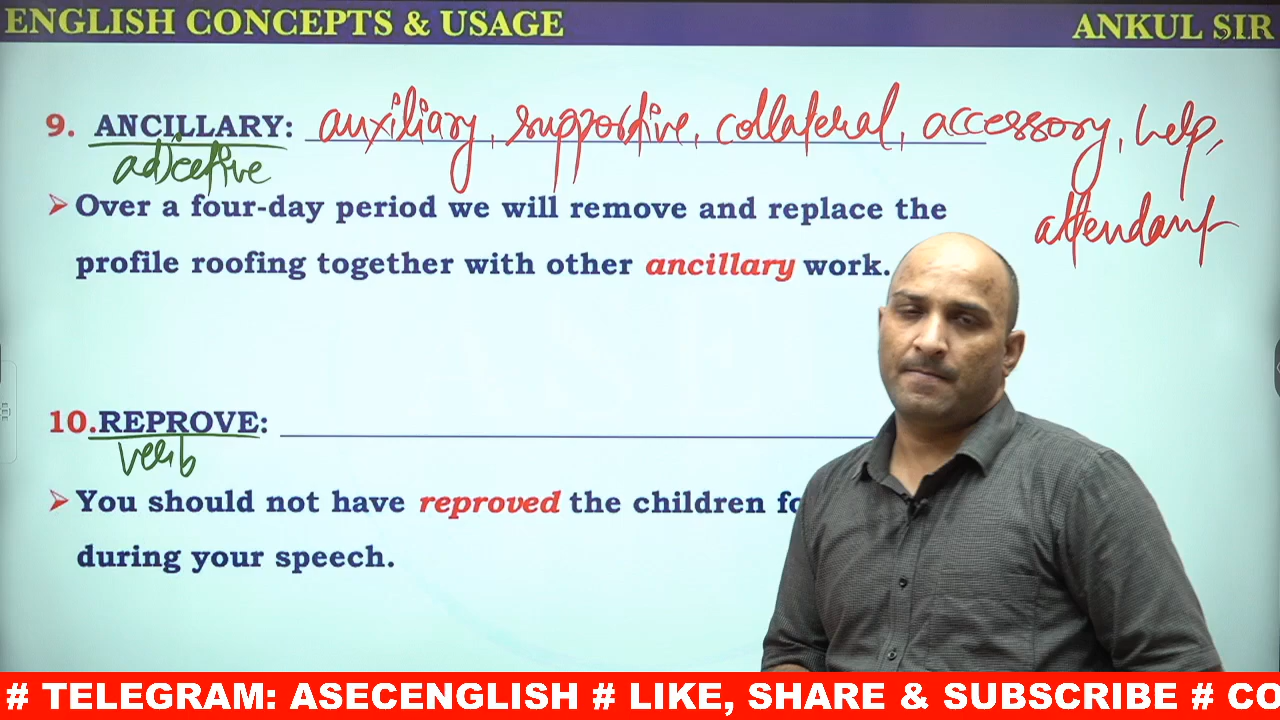 ENGLISH CONCEPTS & USAGE
ANKUL SIR
9. ANCILLARY: auxiliary, supportive, collateral, accessory, help,
attendant
adjective
➤ Over a four-day period we will remove and replace the
profile roofing together with other ancillary work.
10.REPROVE:
verb
➤ You should not have reproved the children
during your speech.
# TELEGRAM: ASECENGLISH # LIKE, SHARE & SUBSCRIBE #